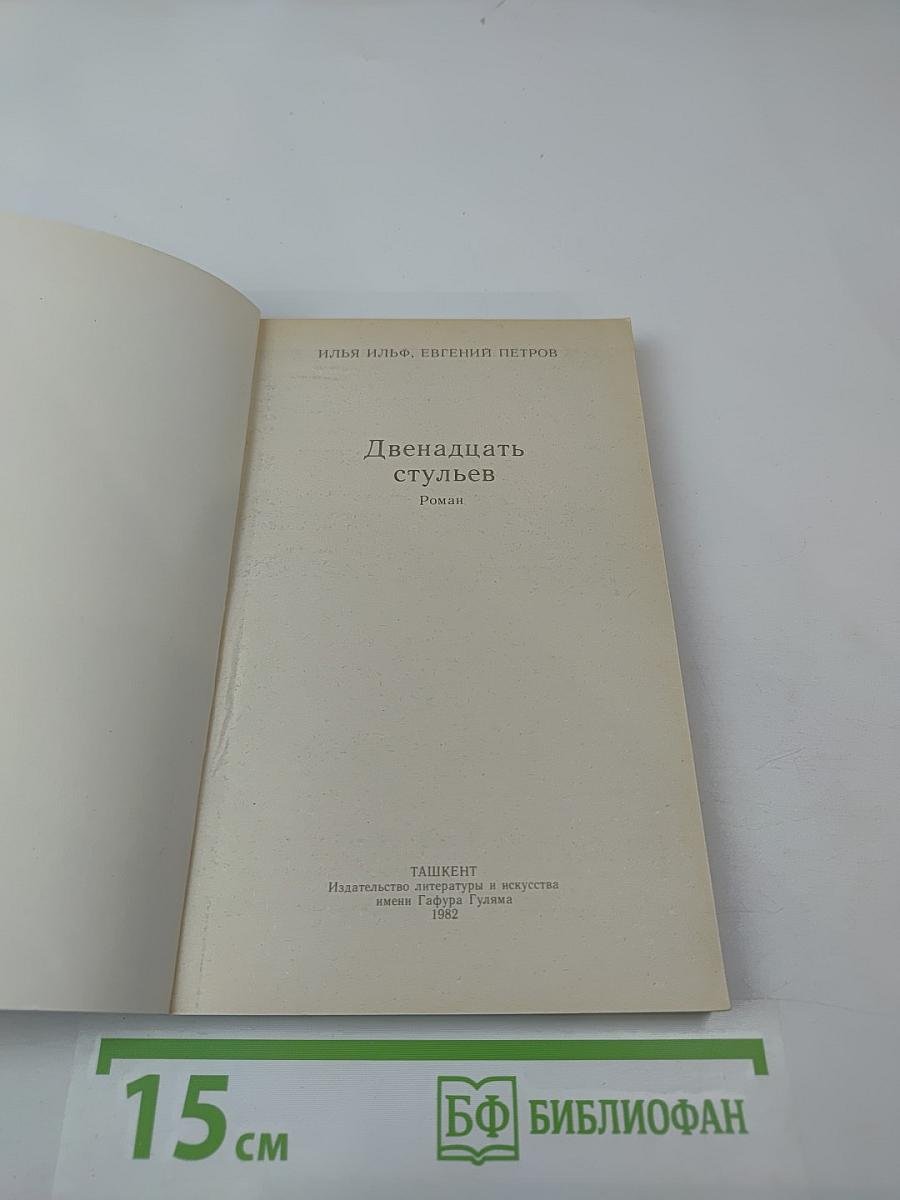 ИЛЬЯ ИЛЬФ, ЕВГЕНИЙ ПЕТРОВ
Двенадцать
стульев
Роман
ТАШКЕНТ
Издательство литературы и искусства
имени Гафура Гуляма
1982
15 см
БФ БИБЛИОФАН